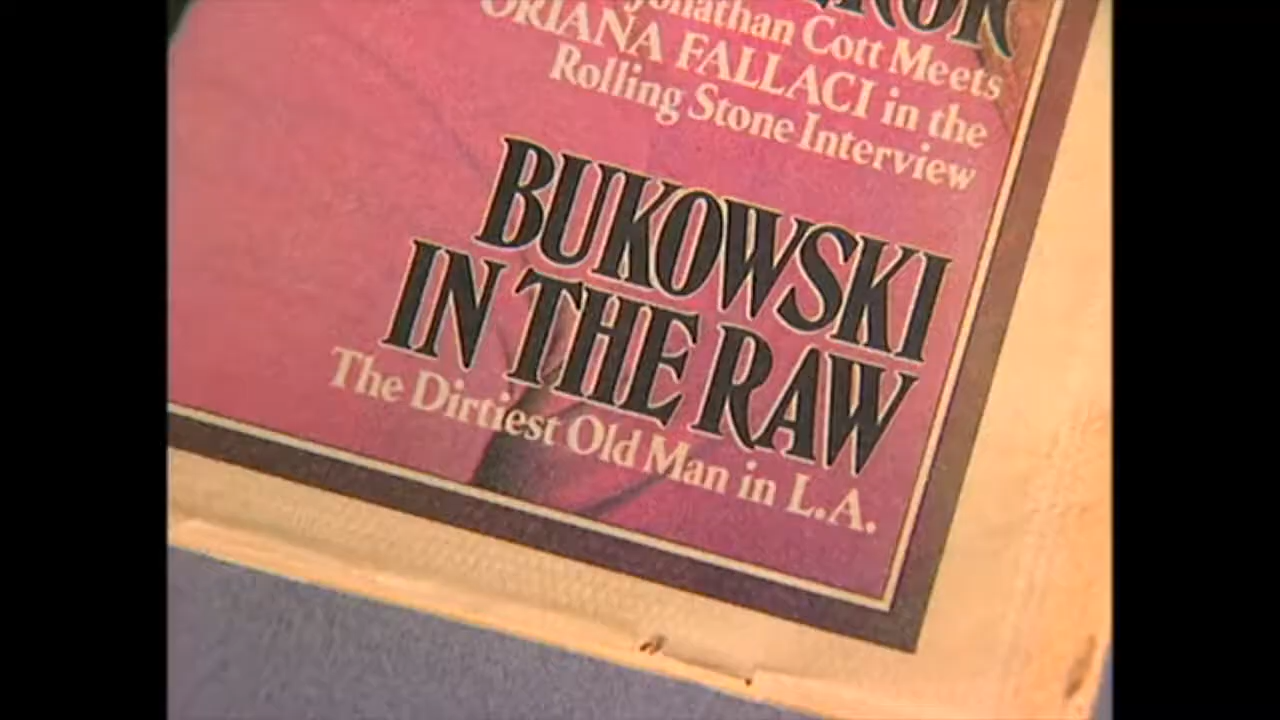 Jonathan Cott Meets
ORIANA FALLACI in the
Rolling Stone Interview
BUKOWSKI
IN THE RAW
The Dirtiest Old Man in L.A.